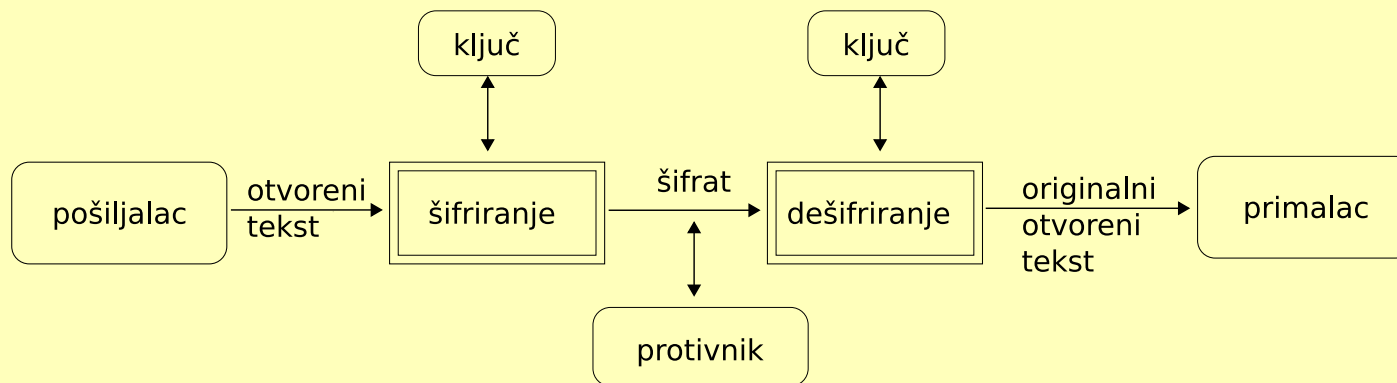 ključ
ključ
pošiljalac
otvoreni
tekst
šifriranje
šifrat
dešifriranje
originalni
otvoreni
tekst
primalac
protivnik